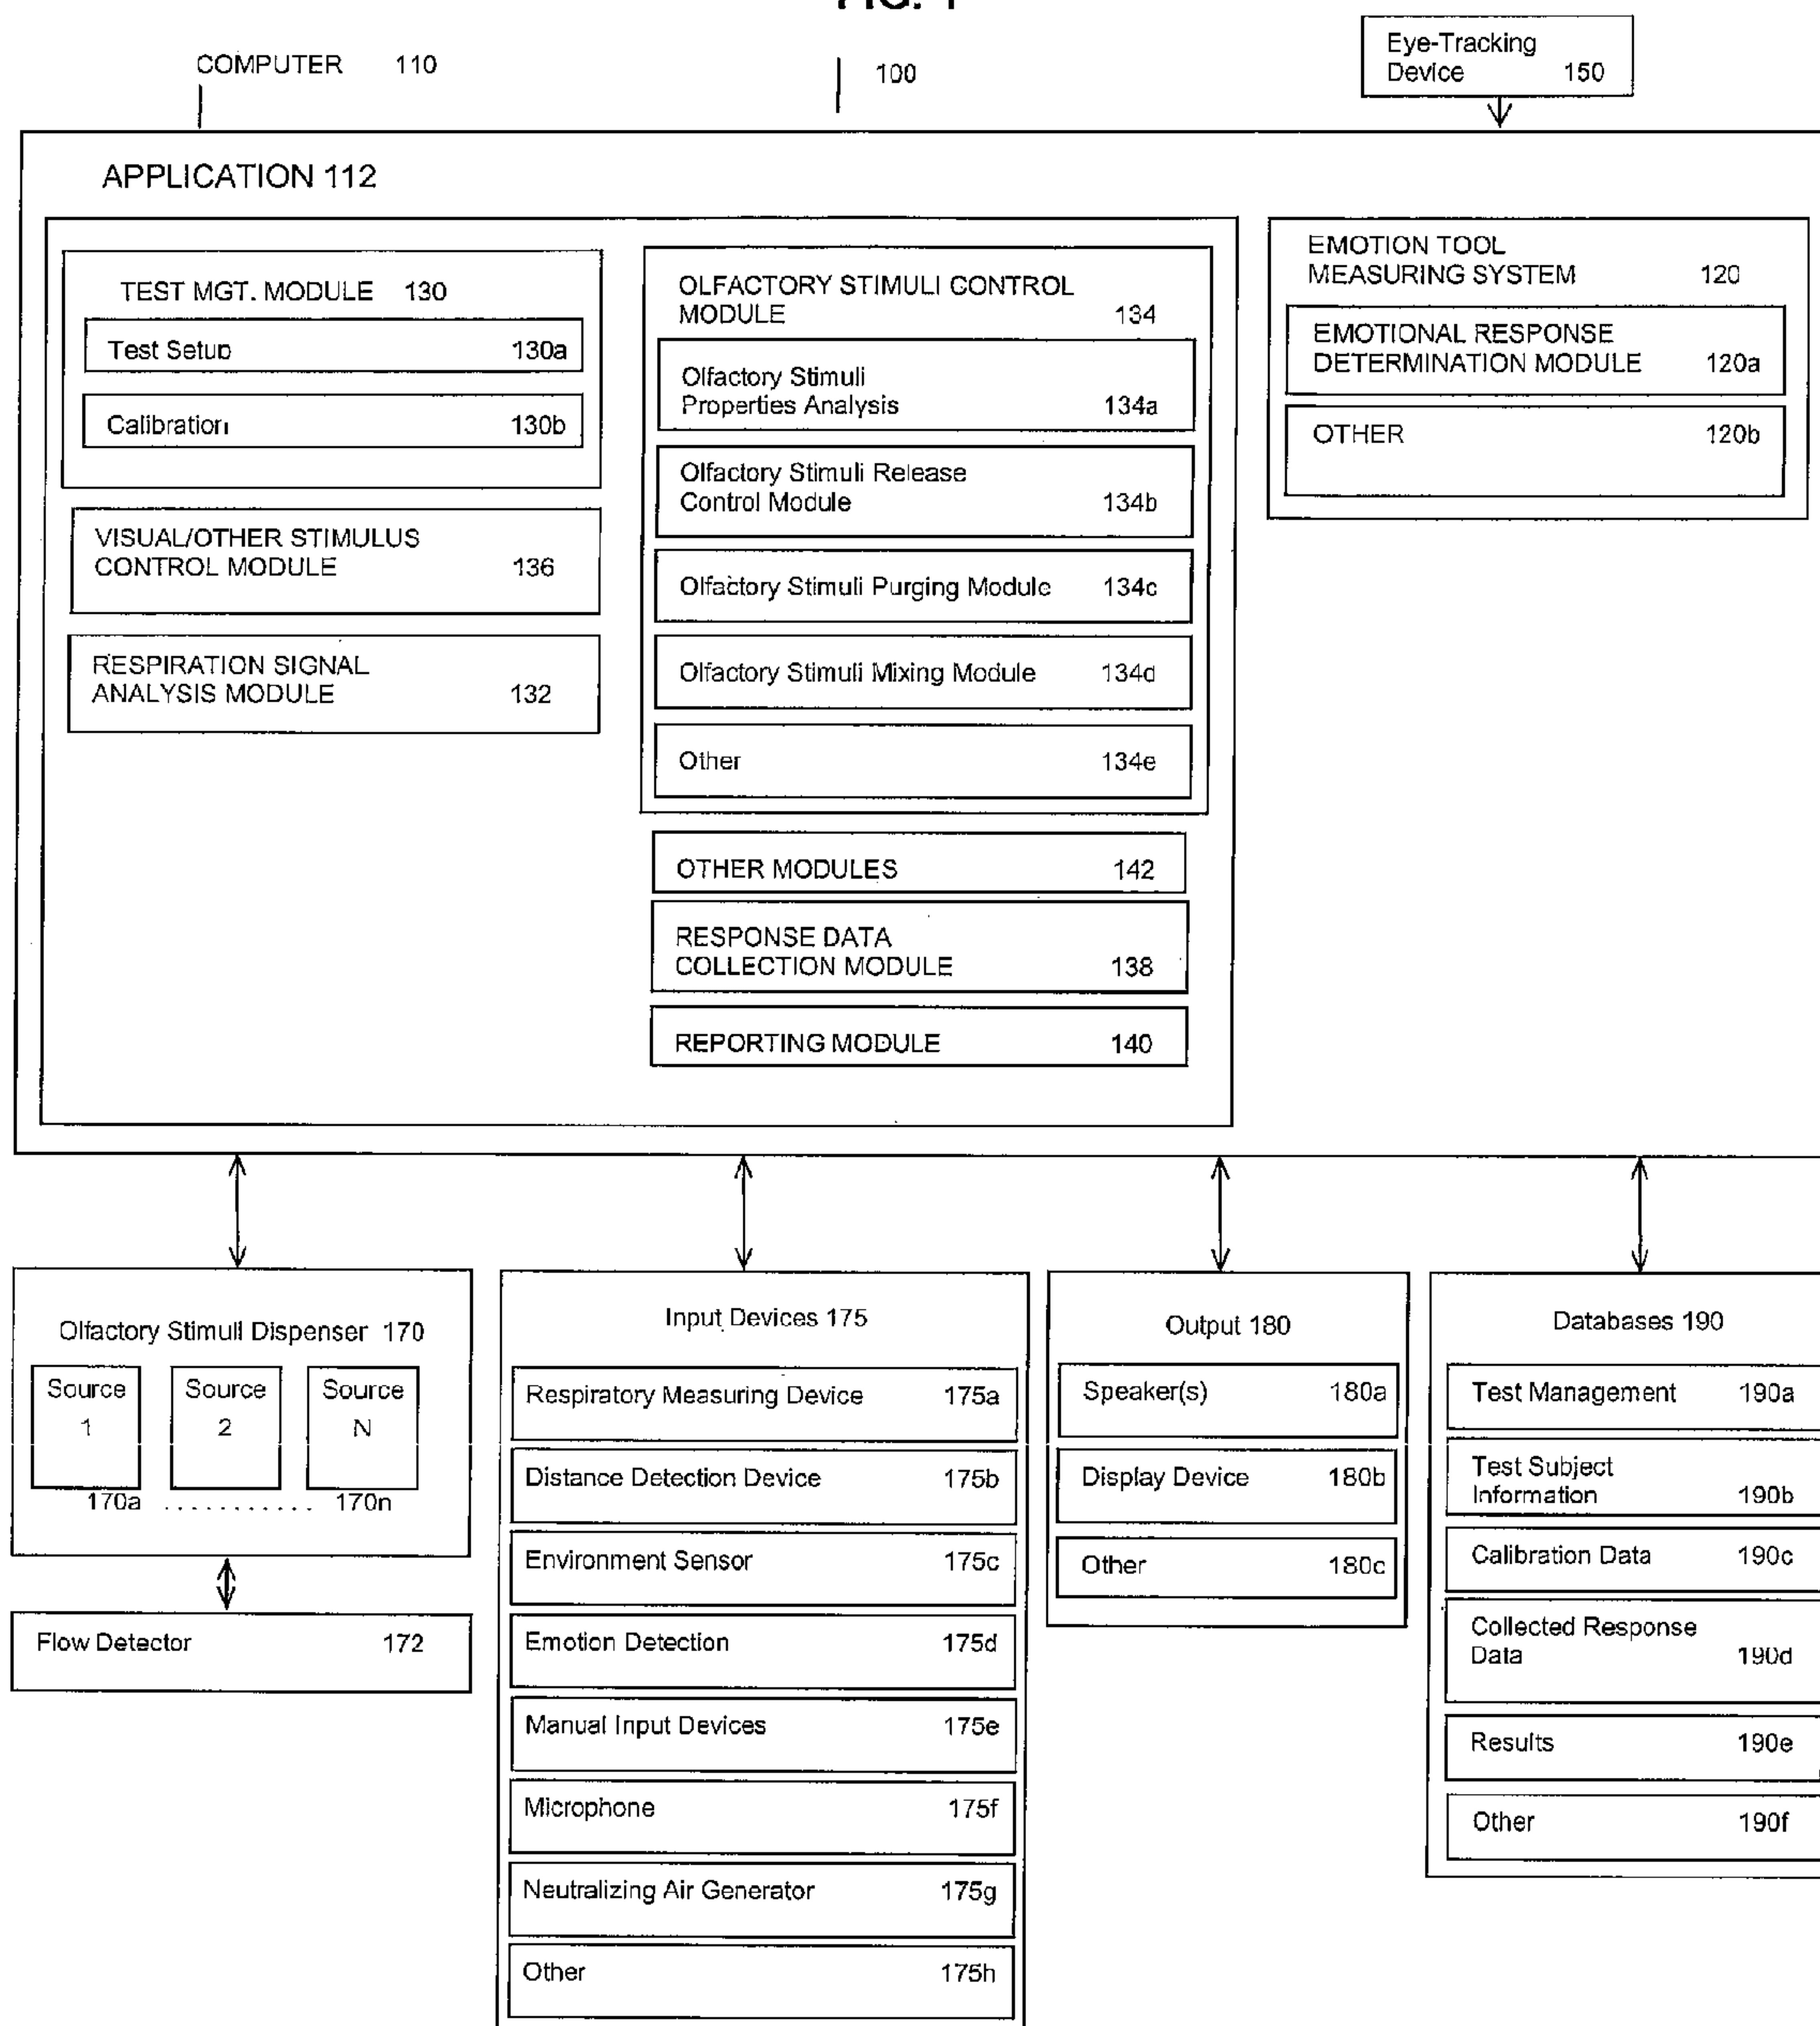 FIG. 1
COMPUTER 110
100
Eye-Tracking
Device 150
APPLICATION 112
TEST MGT. MODULE 130
Test Setup 130a
Calibration 130b
VISUAL/OTHER STIMULUS
CONTROL MODULE 136
RESPIRATION SIGNAL
ANALYSIS MODULE 132
OLFACTORY STIMULI CONTROL
MODULE 134
Olfactory Stimuli
Properties Analysis 134a
Olfactory Stimuli Release
Control Module 134b
Olfactory Stimuli Purging Module 134c
Olfactory Stimuli Mixing Module 134d
Other 134e
OTHER MODULES 142
RESPONSE DATA
COLLECTION MODULE 138
REPORTING MODULE 140
EMOTION TOOL
MEASURING SYSTEM 120
EMOTIONAL RESPONSE
DETERMINATION MODULE 120a
OTHER 120b
Olfactory Stimuli Dispenser 170
Source
1
Source
2
Source
N
170a ............. 170n
Flow Detector 172
Input Devices 175
Respiratory Measuring Device 175a
Distance Detection Device 175b
Environment Sensor 175c
Emotion Detection 175d
Manual Input Devices 175e
Microphone 175f
Neutralizing Air Generator 175g
Other 175h
Output 180
Speaker(s) 180a
Display Device 180b
Other 180c
Databases 190
Test Management 190a
Test Subject
Information 190b
Calibration Data 190c
Collected Response
Data 190d
Results 190e
Other 190f